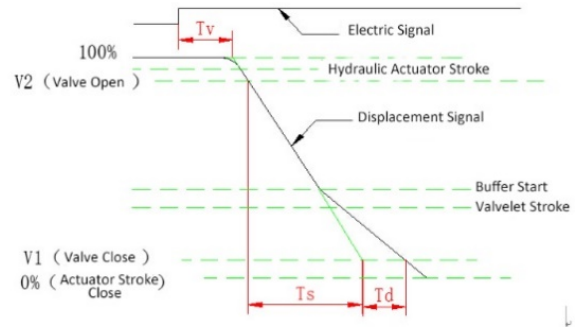 Electric Signal
Tv
100%
Hydraulic Actuator Stroke
V2 (Valve Open)
Displacement Signal
Buffer Start
Valvelet Stroke
V1 (Valve Close)
0% (Actuator Stroke)
Close
Ts
Td